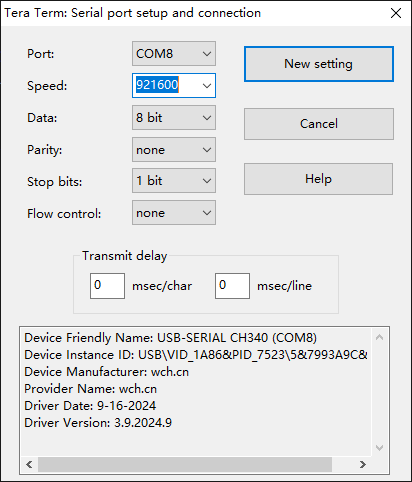 Tera Term: Serial port setup and connection
Port: COM8 New setting
Speed: 921600
Data: 8 bit Cancel
Parity: none
Stop bits: 1 bit Help
Flow control: none
Transmit delay
0 msec/char 0 msec/line
Device Friendly Name: USB-SERIAL CH340 (COM8)
Device Instance ID: USB\VID_1A86&PID_7523\5&7993A9C&
Device Manufacturer: wch.cn
Provider Name: wch.cn
Driver Date: 9-16-2024
Driver Version: 3.9.2024.9